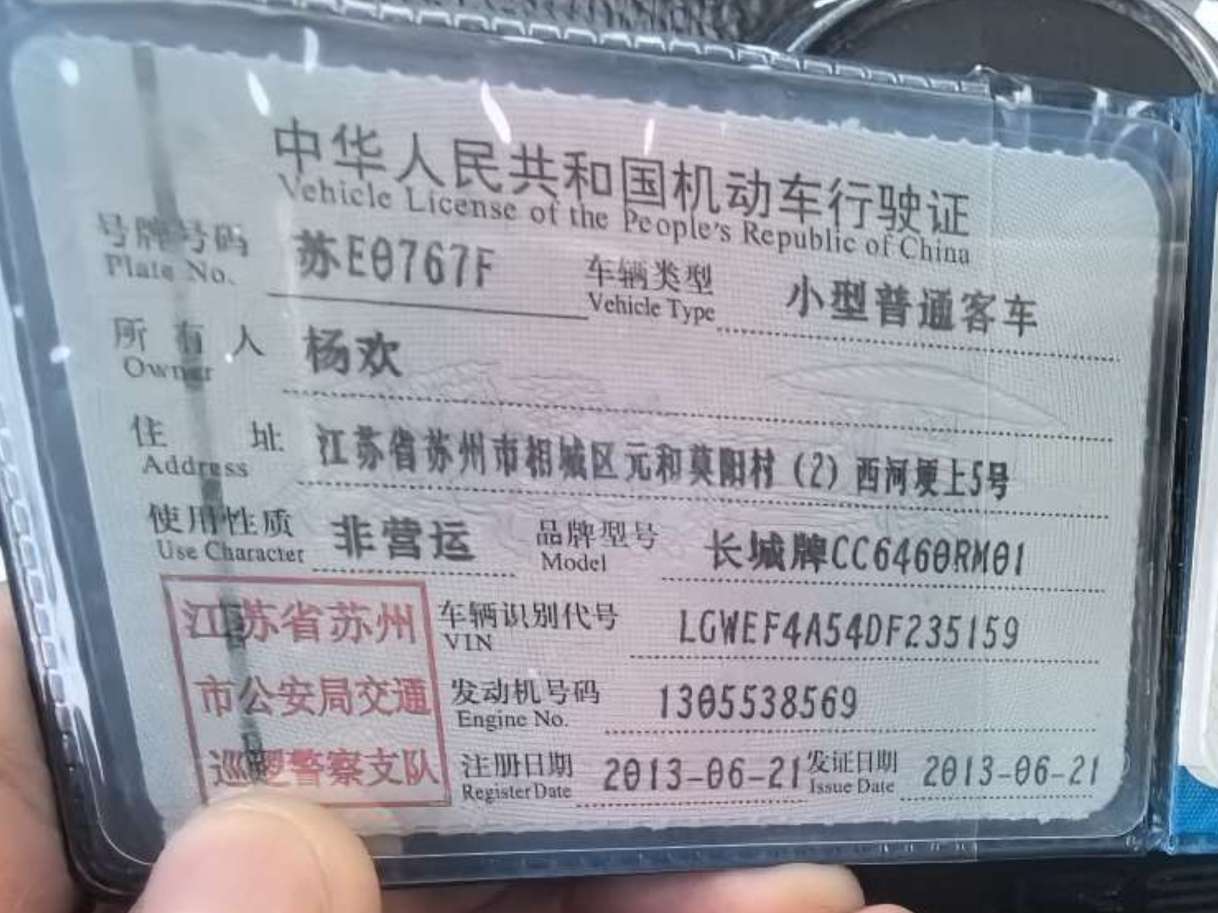 中华人民共和国机动车行驶证
Vehicle License of the People's Republic of China
号牌号码 苏E0767F 车辆类型 小型普通客车
Plate No. Vehicle Type
所有人 杨欢
Owner
住址 江苏省苏州市相城区元和莫阳村(2)西河埂上5号
Address
使用性质 非营运 品牌型号 长城牌CC6460RM01
Use Character Model
江苏省苏州 车辆识别代号 LGWEF4A54DF235159
VIN
市公安局交通 发动机号码 1305538569
Engine No.
巡逻警察支队 注册日期 2013-06-21 发证日期 2013-06-21
Register Date Issue Date